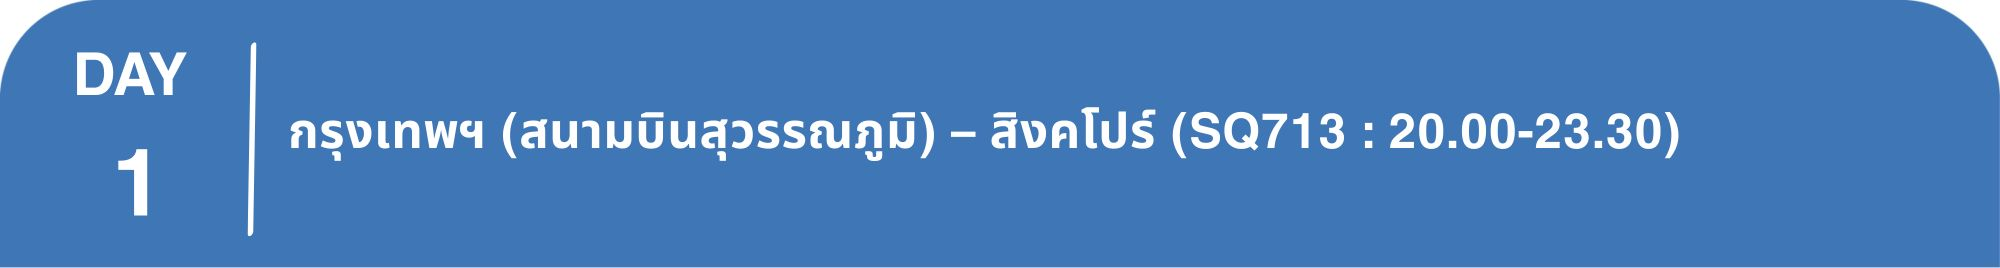 DAY
1
กรุงเทพฯ (สนามบินสุวรรณภูมิ) – สิงคโปร์ (SQ713 : 20.00-23.30)